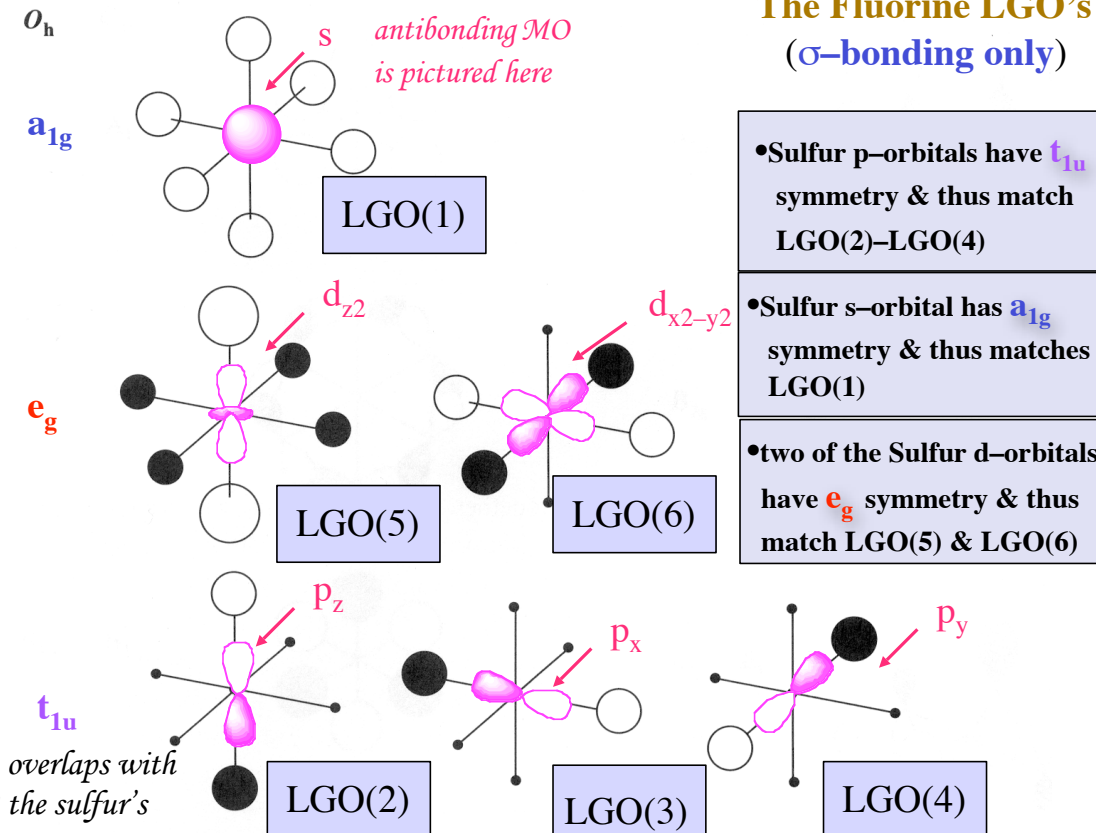 The Fluorine LGO's
(σ–bonding only)
Oh
s
antibonding MO
is pictured here
a1g
LGO(1)
•Sulfur p–orbitals have t1u
symmetry & thus match
LGO(2)–LGO(4)
•Sulfur s–orbital has a1g
symmetry & thus matches
LGO(1)
•two of the Sulfur d–orbitals
have eg symmetry & thus
match LGO(5) & LGO(6)
eg
dz2
LGO(5)
dx2–y2
LGO(6)
t1u
overlaps with
the sulfur's
pz
LGO(2)
px
LGO(3)
py
LGO(4)